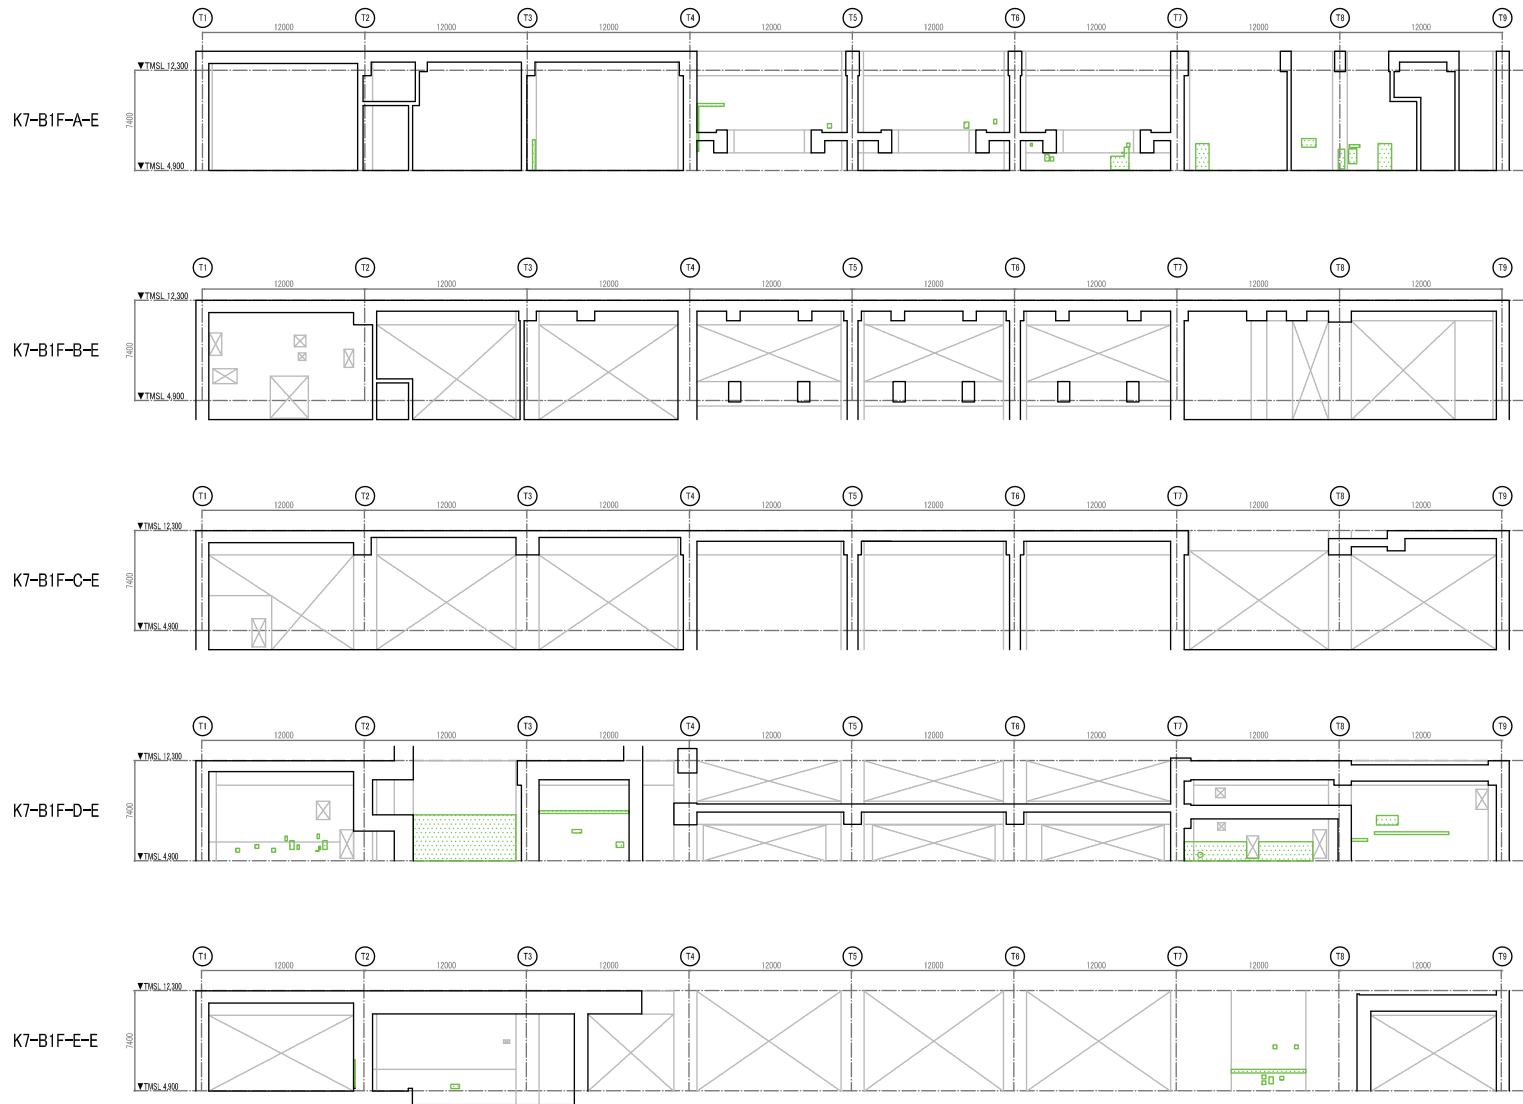 T1 T2 T3 T4 T5 T6 T7 T8 T9
12000 12000 12000 12000 12000 12000 12000 12000
▼TMSL 12,300
K7-B1F-A-E
7400
▼TMSL 4,900
T1 T2 T3 T4 T5 T6 T7 T8 T9
12000 12000 12000 12000 12000 12000 12000 12000
▼TMSL 12,300
K7-B1F-B-E
7400
▼TMSL 4,900
T1 T2 T3 T4 T5 T6 T7 T8 T9
12000 12000 12000 12000 12000 12000 12000 12000
▼TMSL 12,300
K7-B1F-C-E
7400
▼TMSL 4,900
T1 T2 T3 T4 T5 T6 T7 T8 T9
12000 12000 12000 12000 12000 12000 12000 12000
▼TMSL 12,300
K7-B1F-D-E
7400
▼TMSL 4,900
T1 T2 T3 T4 T5 T6 T7 T8 T9
12000 12000 12000 12000 12000 12000 12000 12000
▼TMSL 12,300
K7-B1F-E-E
7400
▼TMSL 4,900